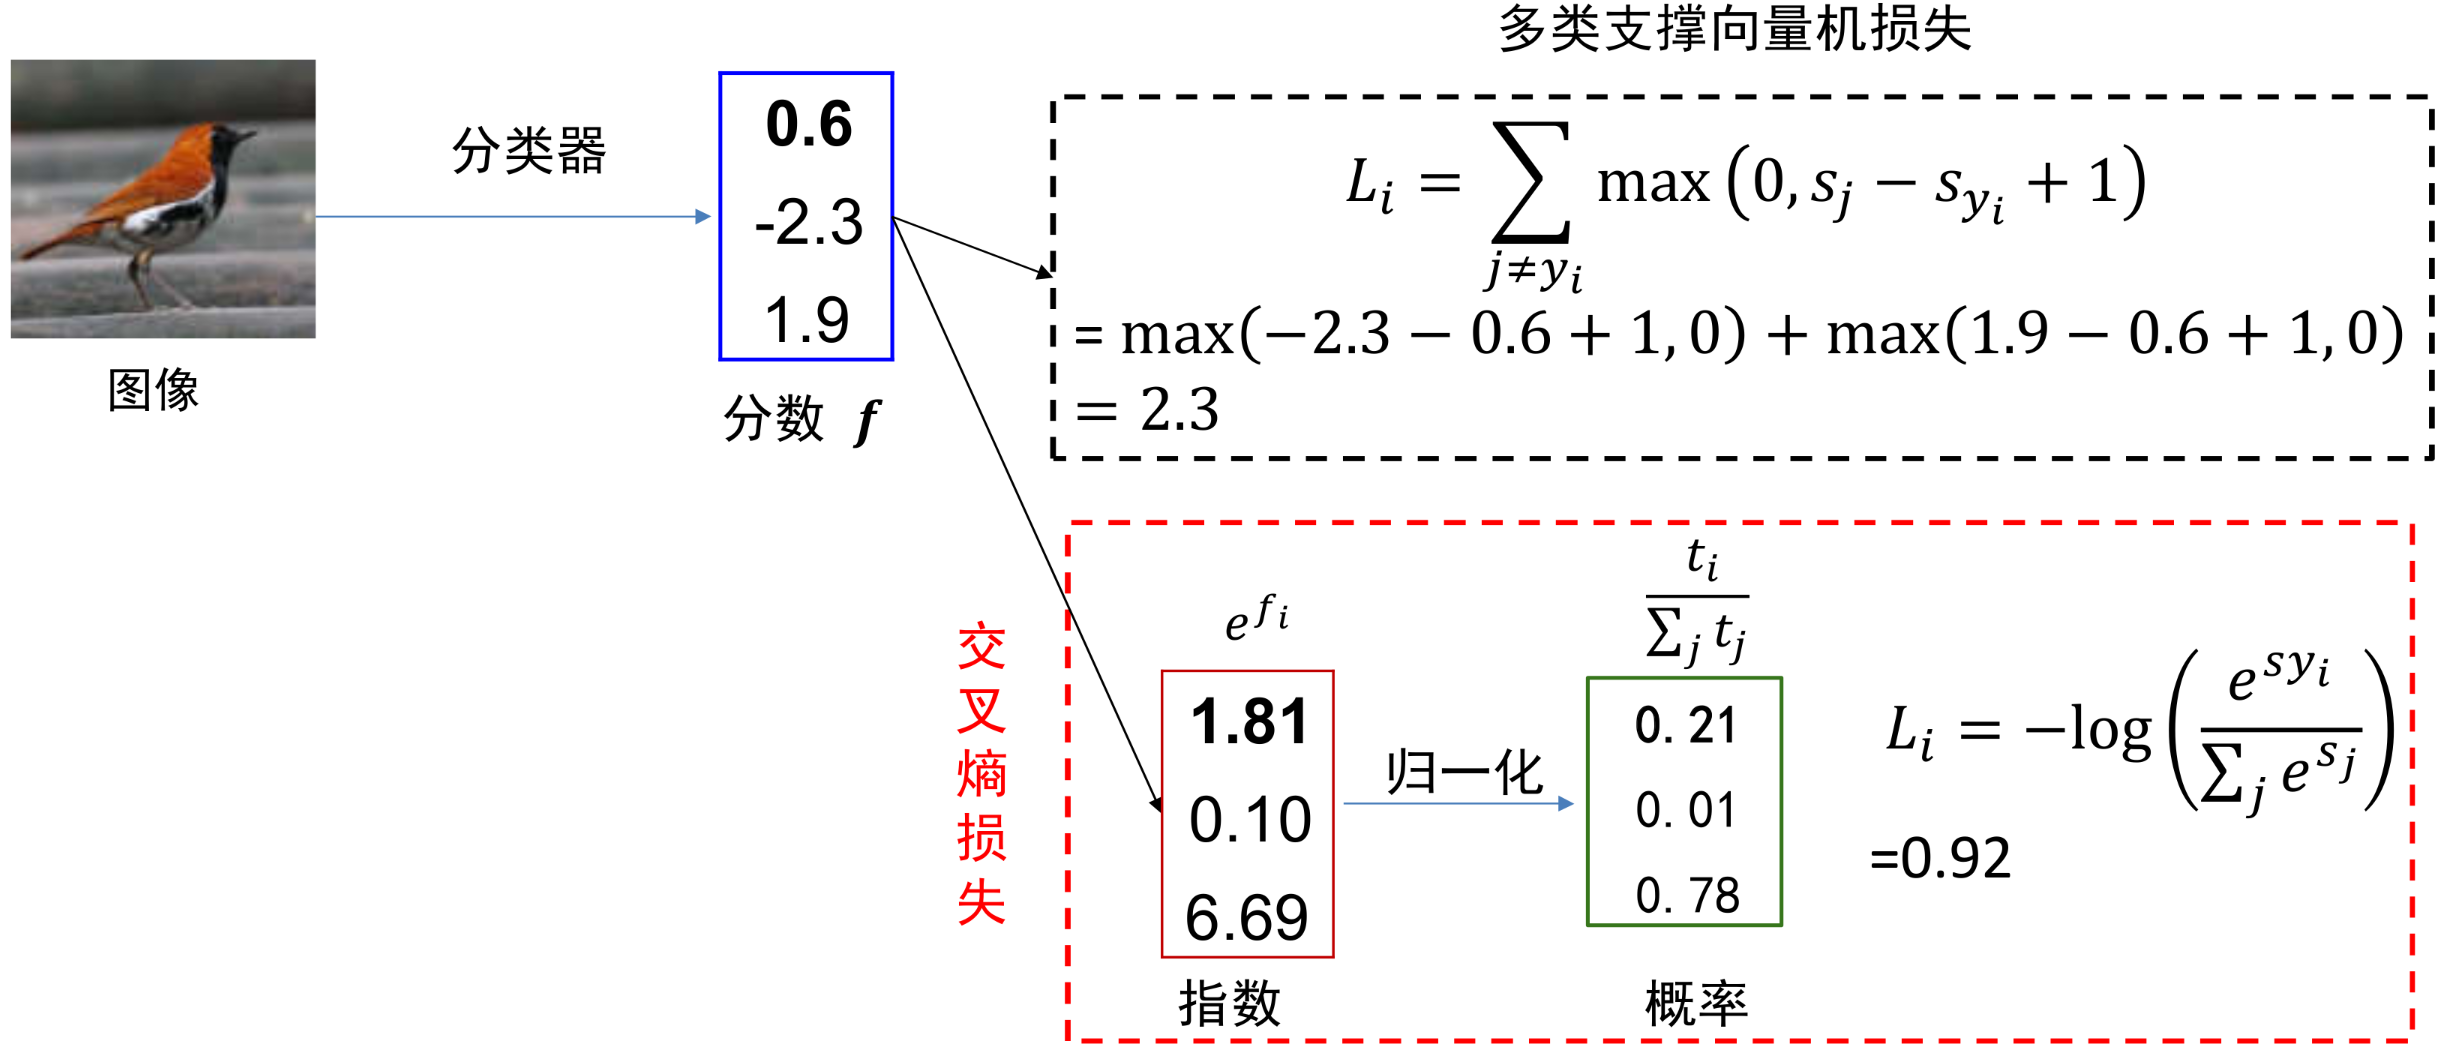 多类支撑向量机损失
图像
分类器
0.6
-2.3
1.9
分数 f
L_i = ∑_{j≠y_i} max(0, s_j − s_{y_i} + 1)
= max(−2.3 − 0.6 + 1, 0) + max(1.9 − 0.6 + 1, 0)
= 2.3
交叉熵损失
e^{f_i}
1.81
0.10
6.69
指数
归一化
t_i / ∑_j t_j
0.21
0.01
0.78
概率
L_i = −log(e^{sy_i} / ∑_j e^{s_j})
=0.92